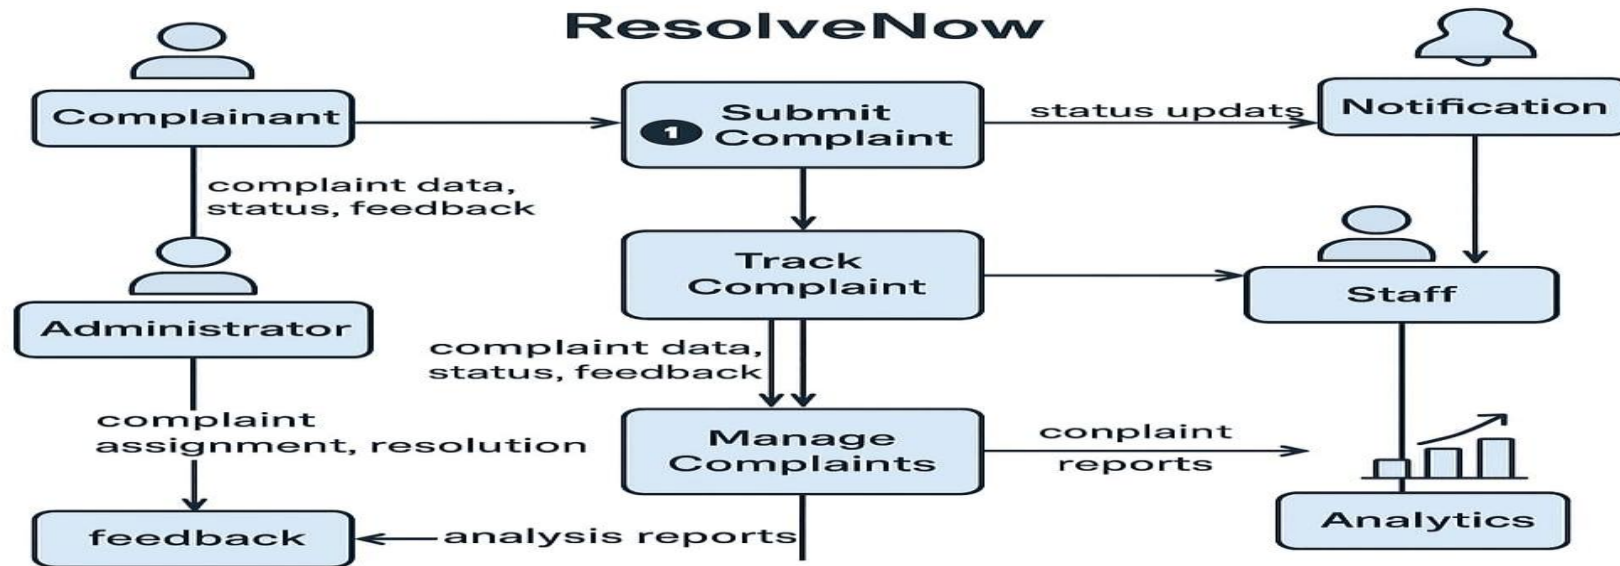 ResolveNow
Complainant
1
Submit
Complaint
status updats
Notification
complaint data,
status, feedback
Track
Complaint
Staff
Administrator
complaint data,
status, feedback
complaint
assignment, resolution
Manage
Complaints
conplaint
reports
Analytics
feedback
analysis reports